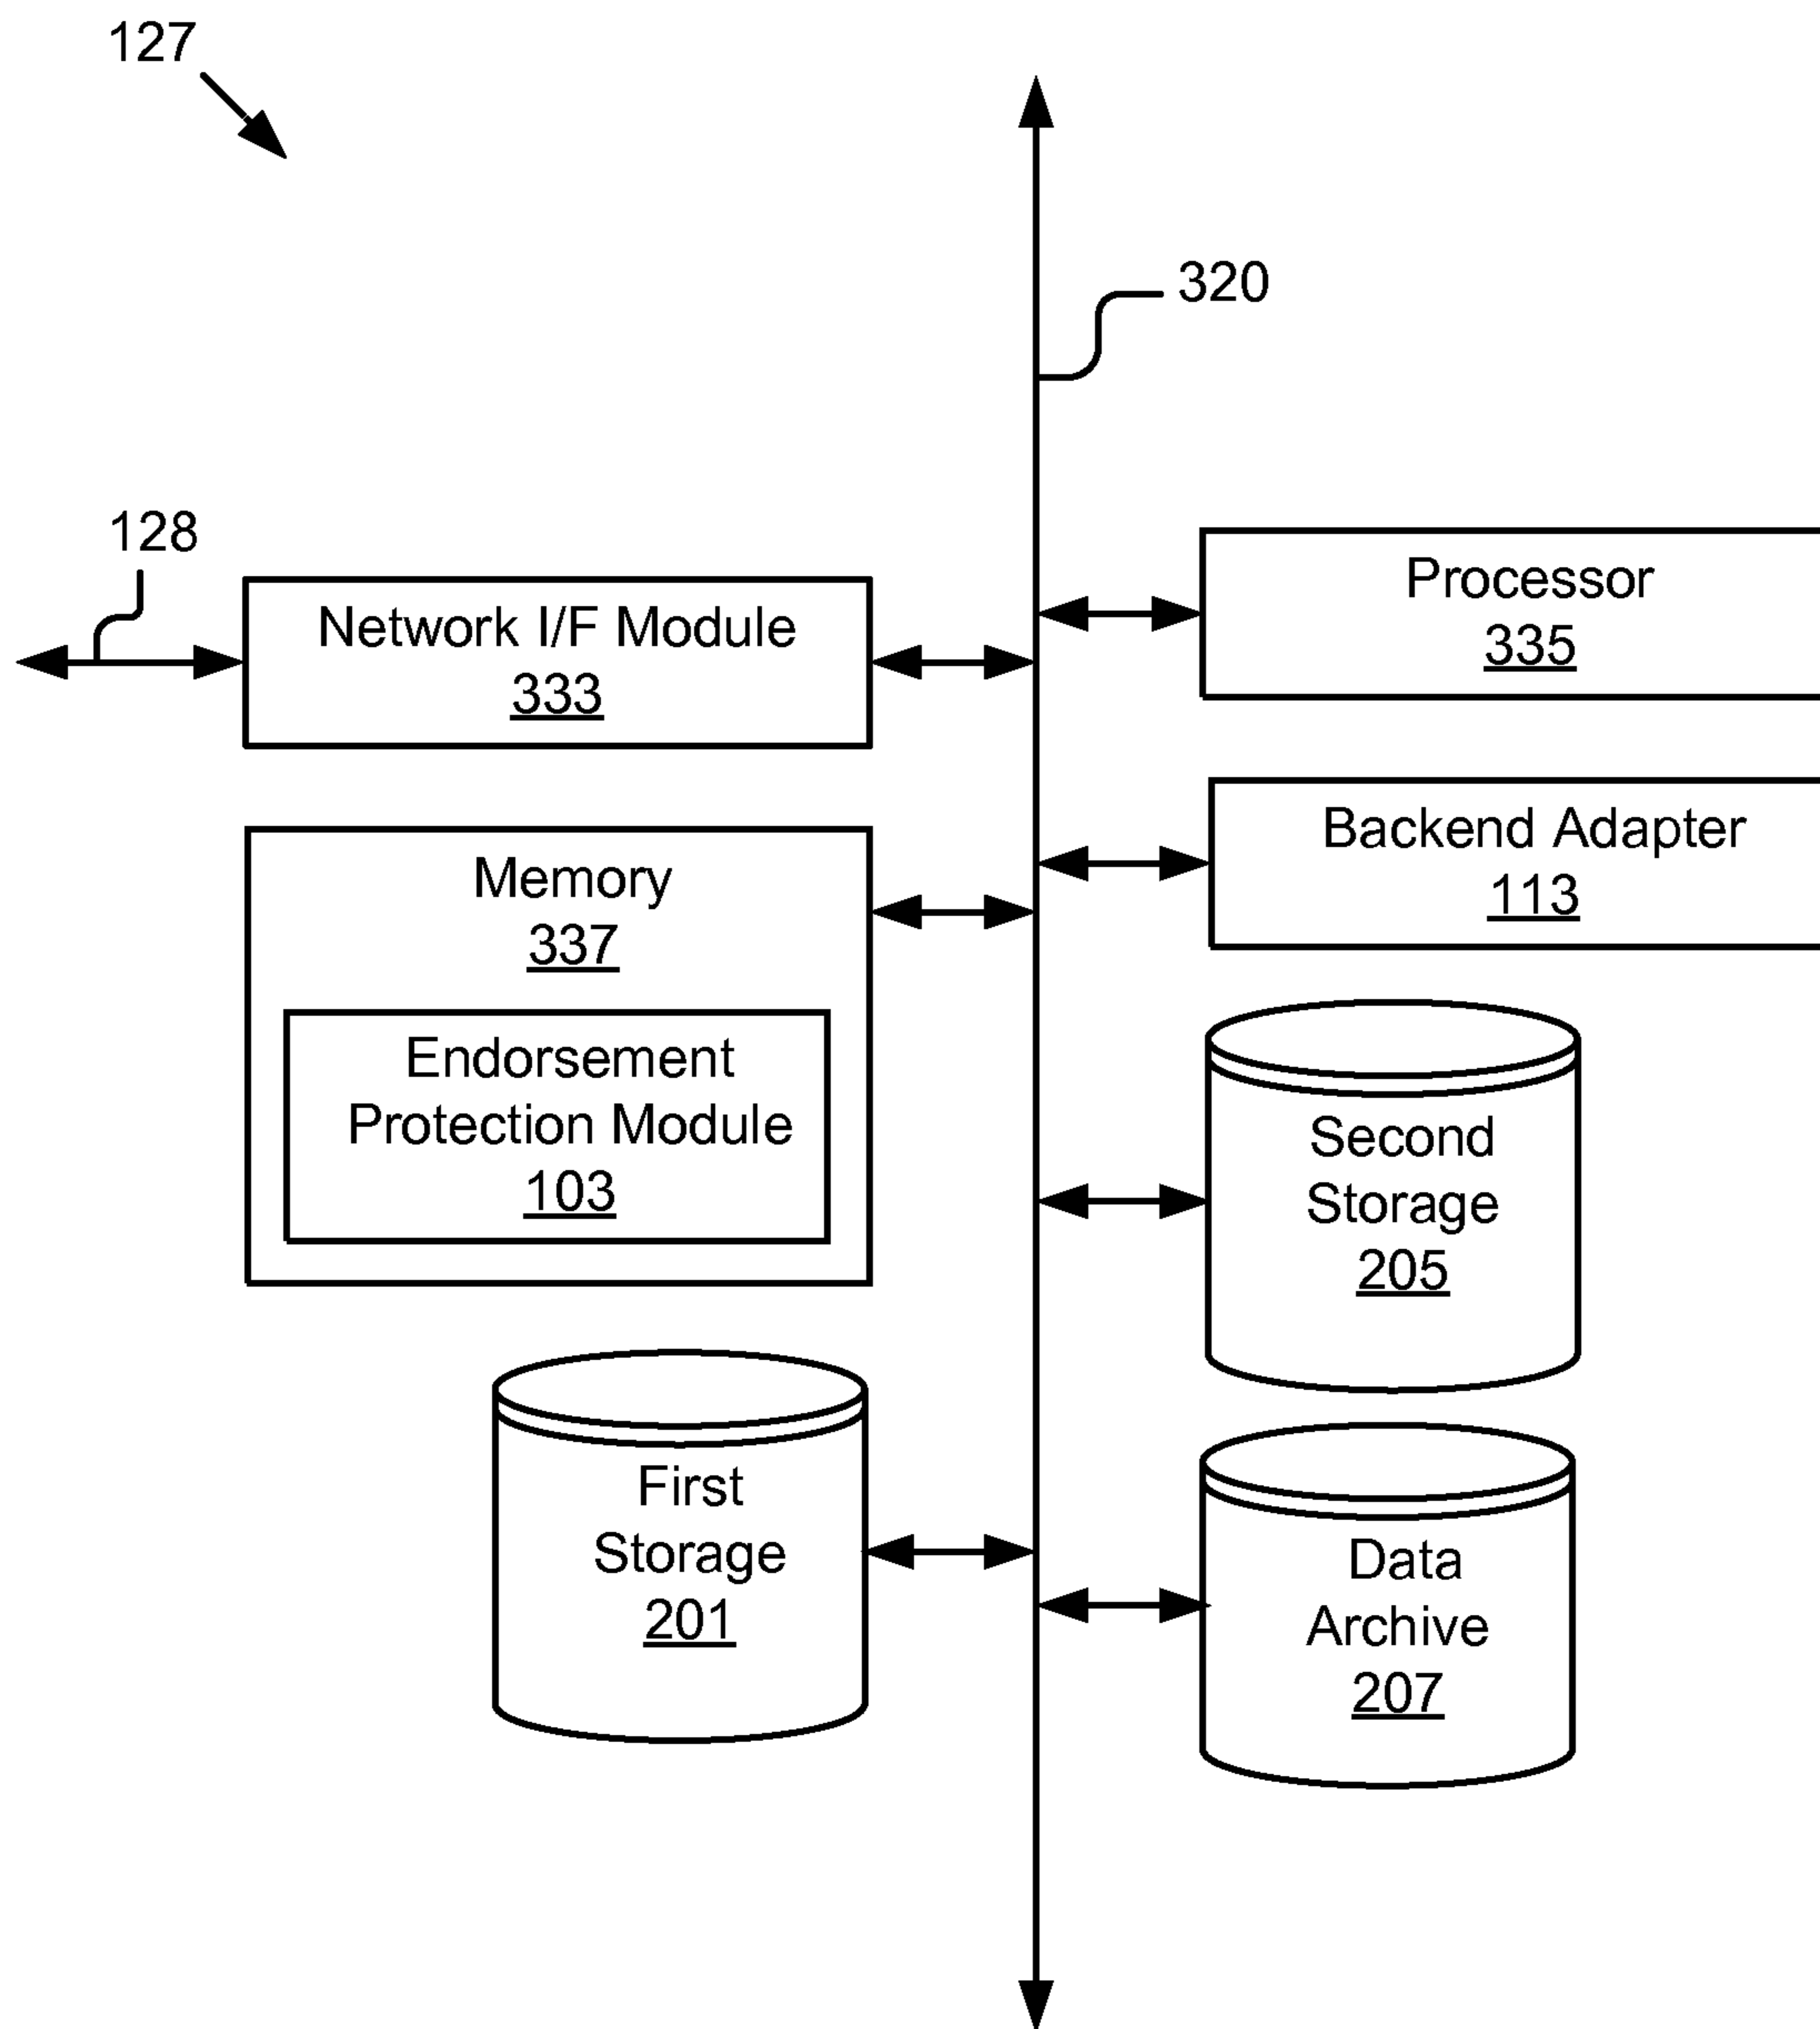 127
320
128
Network I/F Module
333
Processor
335
Memory
337
Endorsement
Protection Module
103
Backend Adapter
113
Second
Storage
205
First
Storage
201
Data
Archive
207